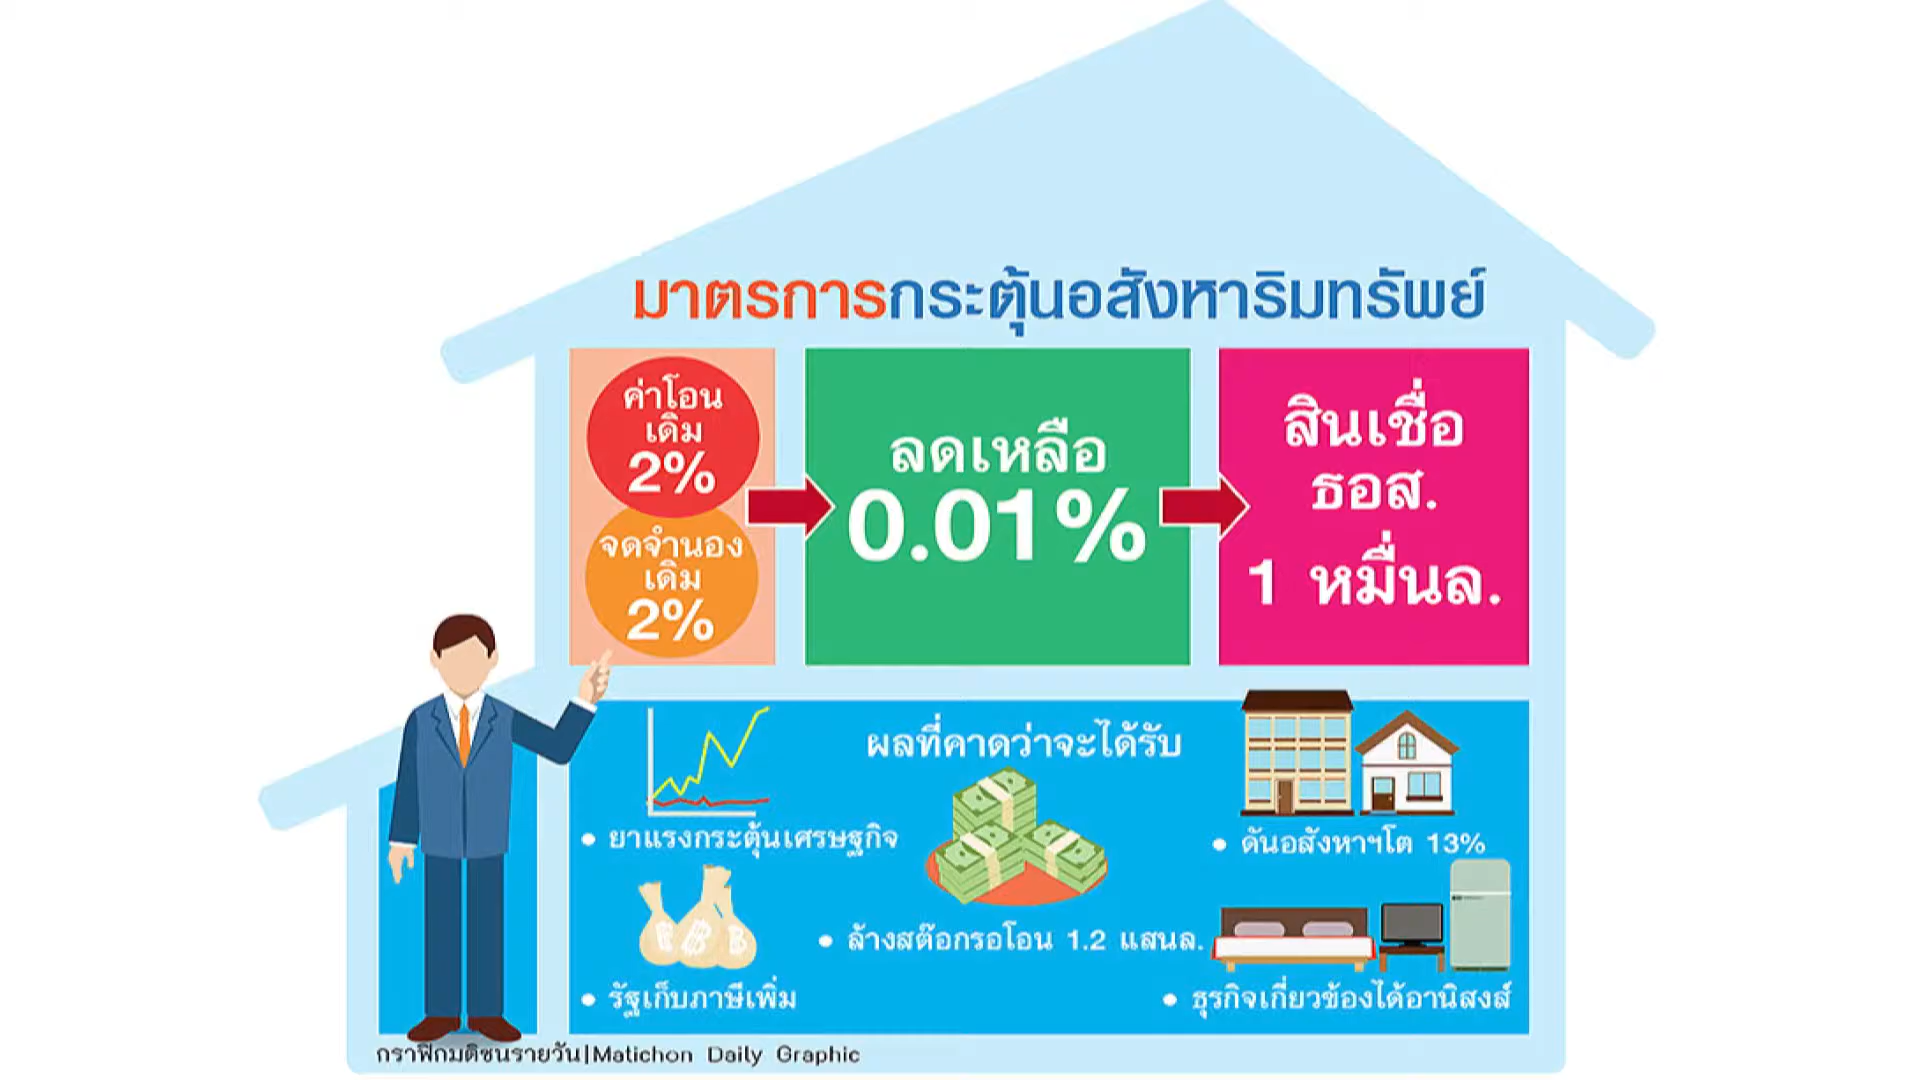 มาตรการกระตุ้นอสังหาริมทรัพย์
ค่าโอน
เดิม
2%
จดจำนอง
เดิม
2%
ลดเหลือ
0.01%
สินเชื่อ
ธอส.
1 หมื่นล.
ผลที่คาดว่าจะได้รับ
• ยาแรงกระตุ้นเศรษฐกิจ
• ดันอสังหาฯโต 13%
• ล้างสต๊อกรอโอน 1.2 แสนล.
• รัฐเก็บภาษีเพิ่ม
• ธุรกิจเกี่ยวข้องได้อานิสงส์
กราฟิกมติชนรายวัน|Matichon Daily Graphic